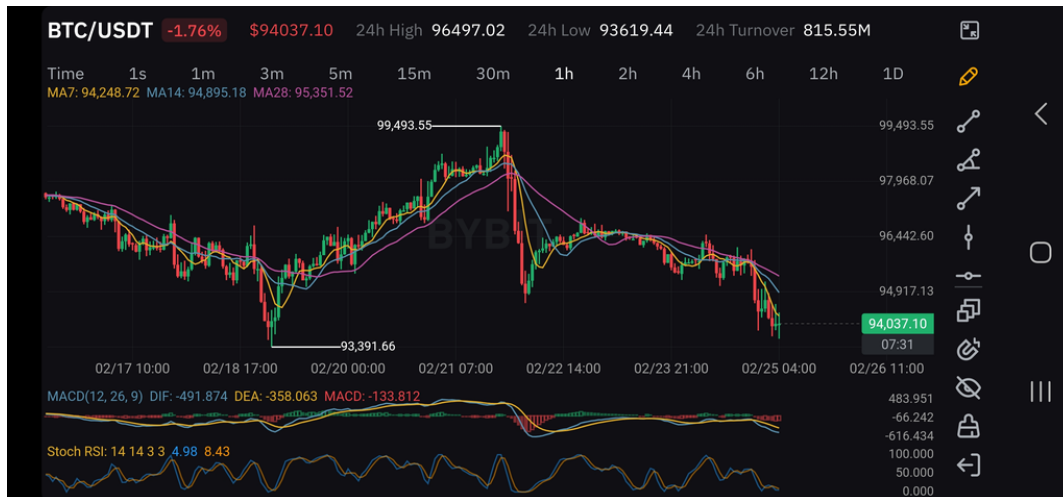 BTC/USDT -1.76% $94037.10 24h High 96497.02 24h Low 93619.44 24h Turnover 815.55M
Time 1s 1m 3m 5m 15m 30m 1h 2h 4h 6h 12h 1D
MA7: 94,248.72 MA14: 94,895.18 MA28: 95,351.52
99,493.55 99,493.55
97,968.07
BYB
96,442.60
94,917.13
94,037.10
07:31
93,391.66
02/17 10:00 02/18 17:00 02/20 00:00 02/21 07:00 02/22 14:00 02/23 21:00 02/25 04:00 02/26 11:00
MACD(12, 26, 9) DIF: -491.874 DEA: -358.063 MACD: -133.812
483.951
-66.242
-616.434
Stoch RSI: 14 14 3 3 4.98 8.43
100.000
50.000
0.000